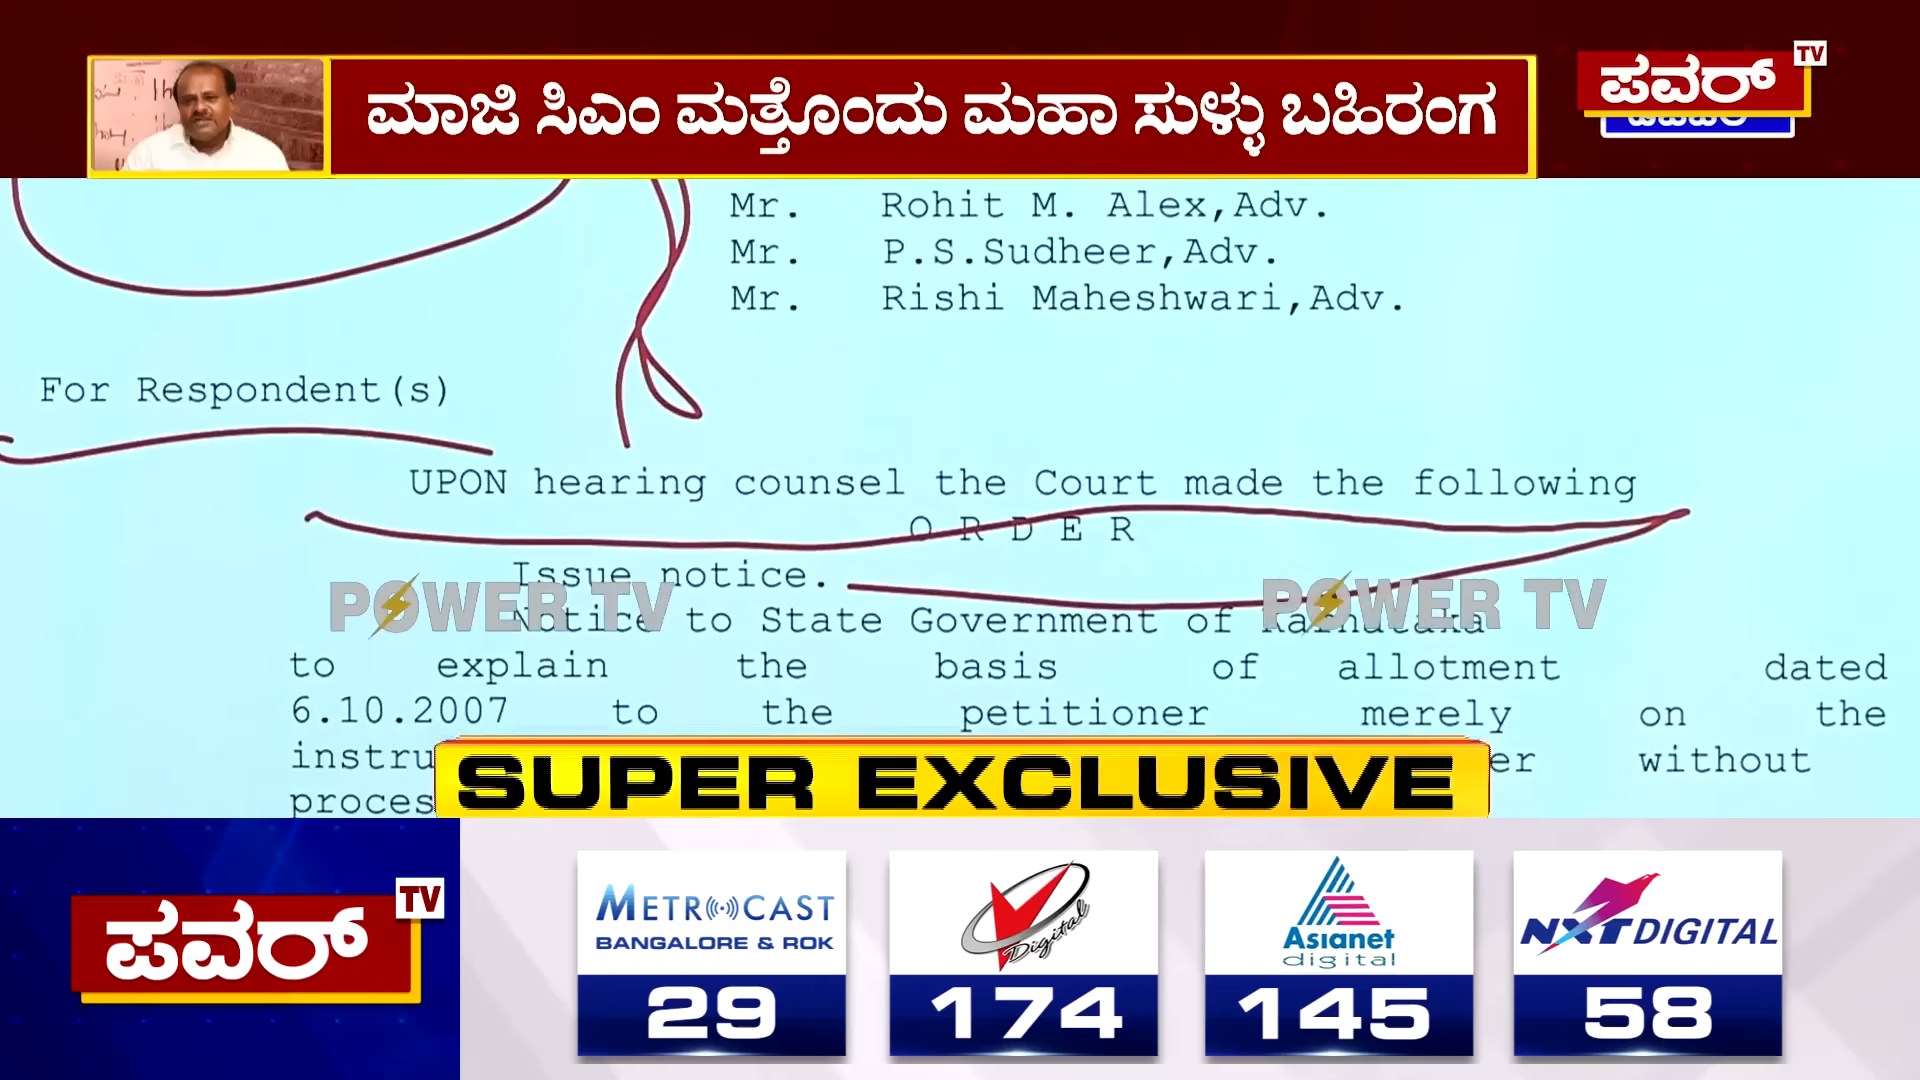 ಮಾಜಿ ಸಿಎಂ ಮತ್ತೊಂದು ಮಹಾ ಸುಳ್ಳು ಬಹಿರಂಗ
ಪವರ್ TV
Mr. Rohit M. Alex,Adv.
Mr. P.S.Sudheer,Adv.
Mr. Rishi Maheshwari,Adv.
For Respondent(s)
UPON hearing counsel the Court made the following
O R D E R
Issue notice.
POWER TV
POWER TV
Notice to State Government of Karnataka
to explain the basis of allotment dated
6.10.2007 to the petitioner merely on the
without
SUPER EXCLUSIVE
ಪವರ್ TV
METROCAST
BANGALORE & ROK
29
Digital
174
Asianet
digital
145
NXTDIGITAL
58